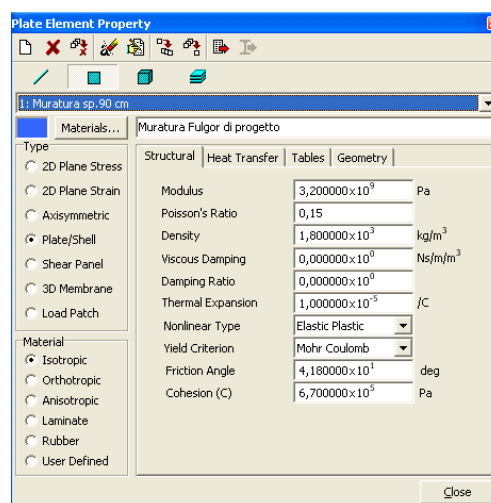 Plate Element Property
1: Muratura sp.90 cm
Materials...
Muratura Fulgor di progetto
Type
2D Plane Stress
2D Plane Strain
Axisymmetric
Plate/Shell
Shear Panel
3D Membrane
Load Patch
Material
Isotropic
Orthotropic
Anisotropic
Laminate
Rubber
User Defined
Structural Heat Transfer Tables Geometry
Modulus 3,200000x10^9 Pa
Poisson's Ratio 0,15
Density 1,800000x10^3 kg/m^3
Viscous Damping 0,000000x10^0 Ns/m/m^3
Damping Ratio 0,000000x10^0
Thermal Expansion 1,000000x10^-5 /C
Nonlinear Type Elastic Plastic
Yield Criterion Mohr Coulomb
Friction Angle 4,180000x10^1 deg
Cohesion (C) 6,700000x10^5 Pa
Close